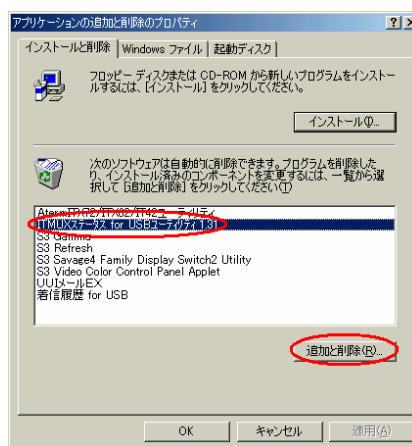 アプリケーションの追加と削除のプロパティ
インストールと削除
Windows ファイル
起動ディスク
フロッピー ディスクまたは CD-ROM から新しいプログラムをインストー
ルするには、[インストール] をクリックしてください。
インストール(I)...
次のソフトウェアは自動的に削除できます。プログラムを削除した
り、インストール済みのコンポーネントを変更するには、一覧から選
択して [追加と削除] をクリックしてください(T)
ITMUXステータス for USBユーティリティ 1.31
S3 Gamma
S3 Refresh
S3 Savage4 Family Display Switch2 Utility
S3 Video Color Control Panel Applet
UUIメールEX
着信履歴 for USB
追加と削除(R)...
OK
キャンセル
適用(A)